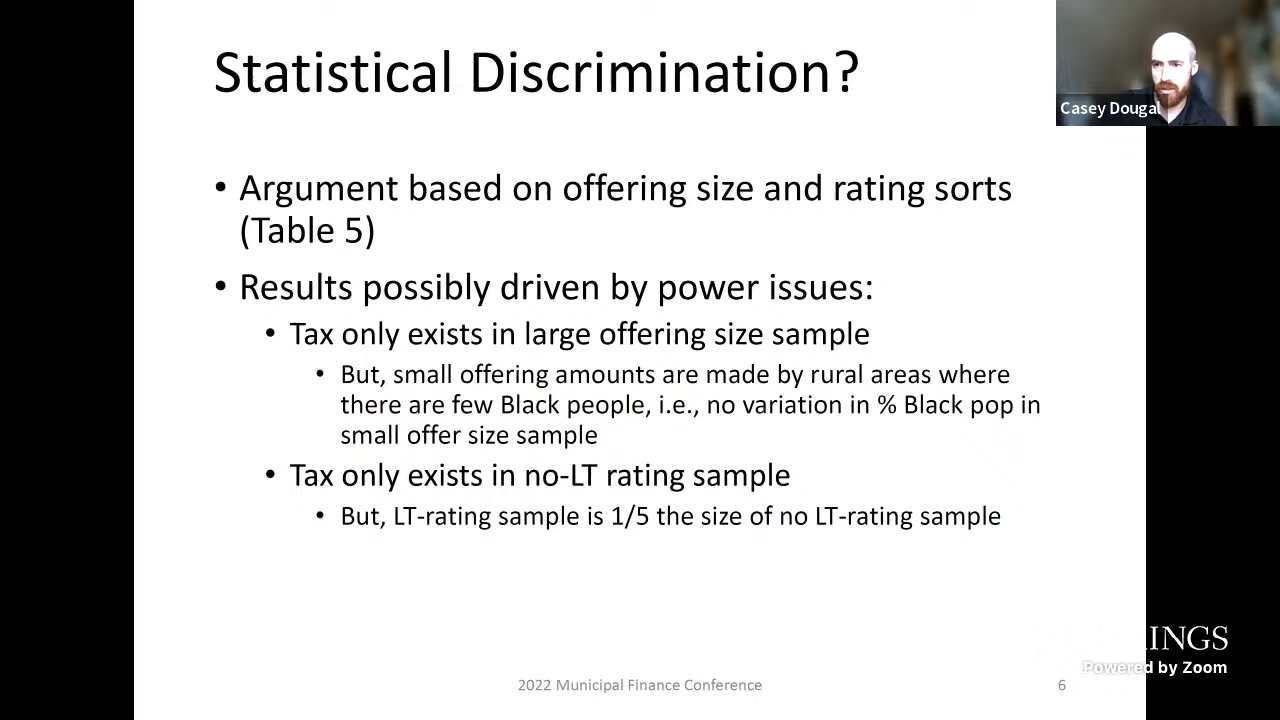 Statistical Discrimination?
Casey Dougal
• Argument based on offering size and rating sorts
(Table 5)
• Results possibly driven by power issues:
• Tax only exists in large offering size sample
• But, small offering amounts are made by rural areas where
there are few Black people, i.e., no variation in % Black pop in
small offer size sample
• Tax only exists in no-LT rating sample
• But, LT-rating sample is 1/5 the size of no LT-rating sample
INGS
Powered by Zoom
2022 Municipal Finance Conference
6